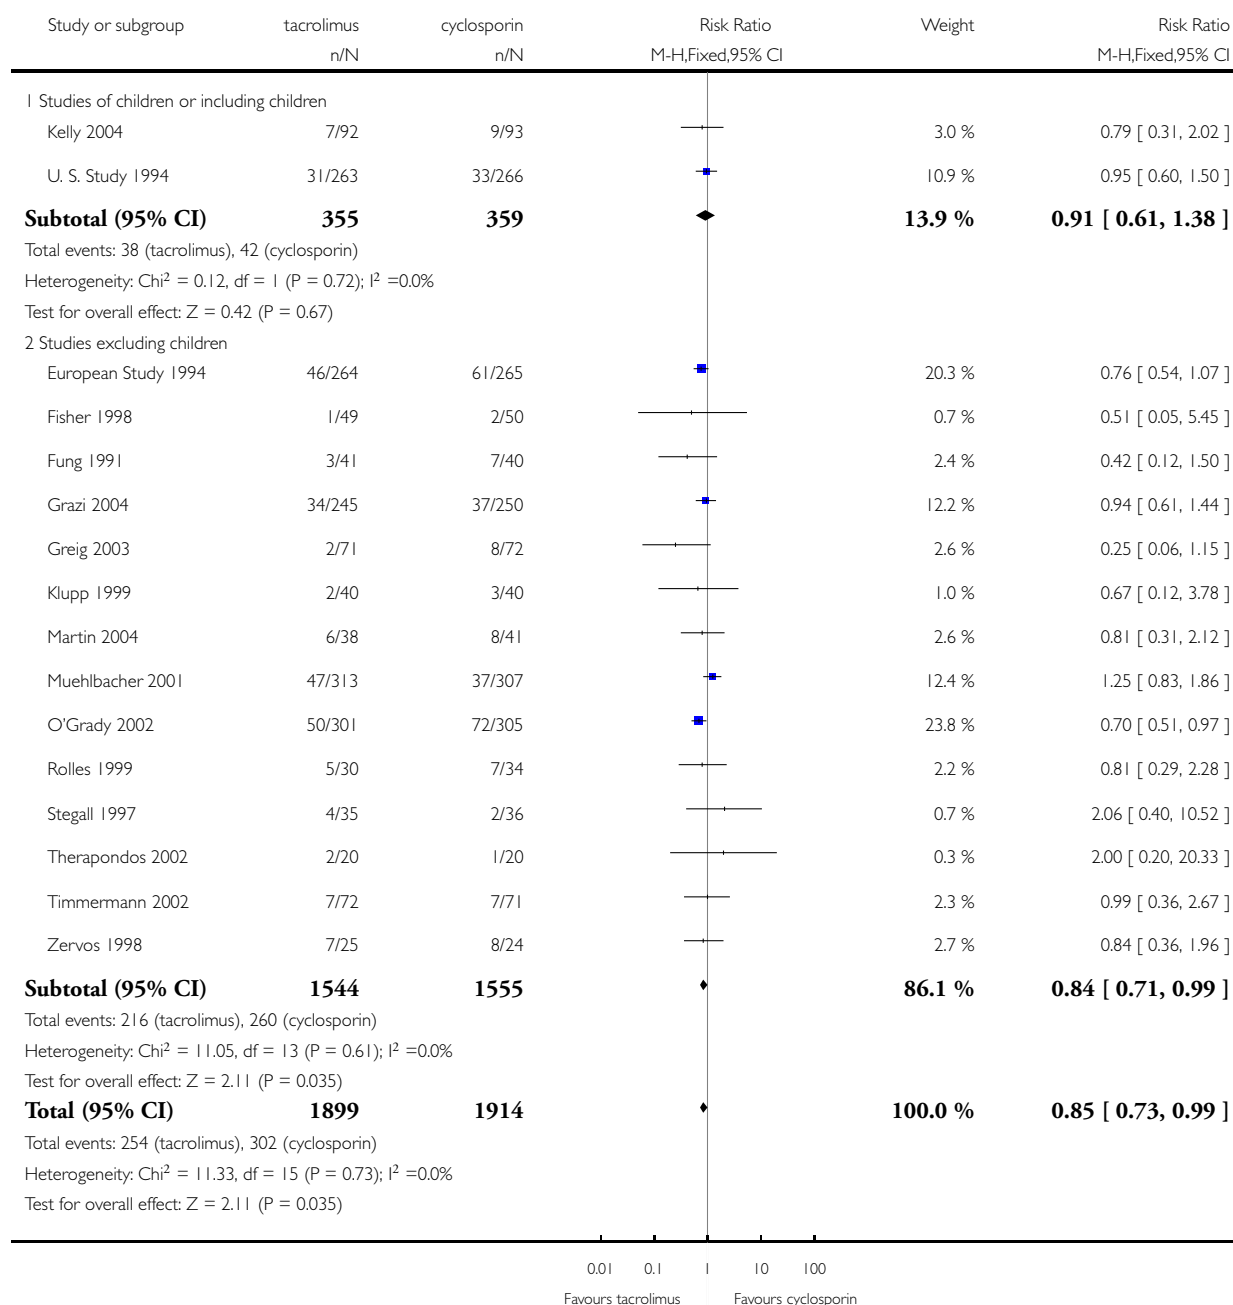 Study or subgroup tacrolimus cyclosporin Risk Ratio Weight Risk Ratio
n/N n/N M-H,Fixed,95% CI M-H,Fixed,95% CI
1 Studies of children or including children
Kelly 2004 7/92 9/93 3.0 % 0.79 [ 0.31, 2.02 ]
U. S. Study 1994 31/263 33/266 10.9 % 0.95 [ 0.60, 1.50 ]
Subtotal (95% CI) 355 359 13.9 % 0.91 [ 0.61, 1.38 ]
Total events: 38 (tacrolimus), 42 (cyclosporin)
Heterogeneity: Chi² = 0.12, df = 1 (P = 0.72); I² =0.0%
Test for overall effect: Z = 0.42 (P = 0.67)
2 Studies excluding children
European Study 1994 46/264 61/265 20.3 % 0.76 [ 0.54, 1.07 ]
Fisher 1998 1/49 2/50 0.7 % 0.51 [ 0.05, 5.45 ]
Fung 1991 3/41 7/40 2.4 % 0.42 [ 0.12, 1.50 ]
Grazi 2004 34/245 37/250 12.2 % 0.94 [ 0.61, 1.44 ]
Greig 2003 2/71 8/72 2.6 % 0.25 [ 0.06, 1.15 ]
Klupp 1999 2/40 3/40 1.0 % 0.67 [ 0.12, 3.78 ]
Martin 2004 6/38 8/41 2.6 % 0.81 [ 0.31, 2.12 ]
Muehlbacher 2001 47/313 37/307 12.4 % 1.25 [ 0.83, 1.86 ]
O'Grady 2002 50/301 72/305 23.8 % 0.70 [ 0.51, 0.97 ]
Rolles 1999 5/30 7/34 2.2 % 0.81 [ 0.29, 2.28 ]
Stegall 1997 4/35 2/36 0.7 % 2.06 [ 0.40, 10.52 ]
Therapondos 2002 2/20 1/20 0.3 % 2.00 [ 0.20, 20.33 ]
Timmermann 2002 7/72 7/71 2.3 % 0.99 [ 0.36, 2.67 ]
Zervos 1998 7/25 8/24 2.7 % 0.84 [ 0.36, 1.96 ]
Subtotal (95% CI) 1544 1555 86.1 % 0.84 [ 0.71, 0.99 ]
Total events: 216 (tacrolimus), 260 (cyclosporin)
Heterogeneity: Chi² = 11.05, df = 13 (P = 0.61); I² =0.0%
Test for overall effect: Z = 2.11 (P = 0.035)
Total (95% CI) 1899 1914 100.0 % 0.85 [ 0.73, 0.99 ]
Total events: 254 (tacrolimus), 302 (cyclosporin)
Heterogeneity: Chi² = 11.33, df = 15 (P = 0.73); I² =0.0%
Test for overall effect: Z = 2.11 (P = 0.035)
0.01 0.1 1 10 100
Favours tacrolimus Favours cyclosporin